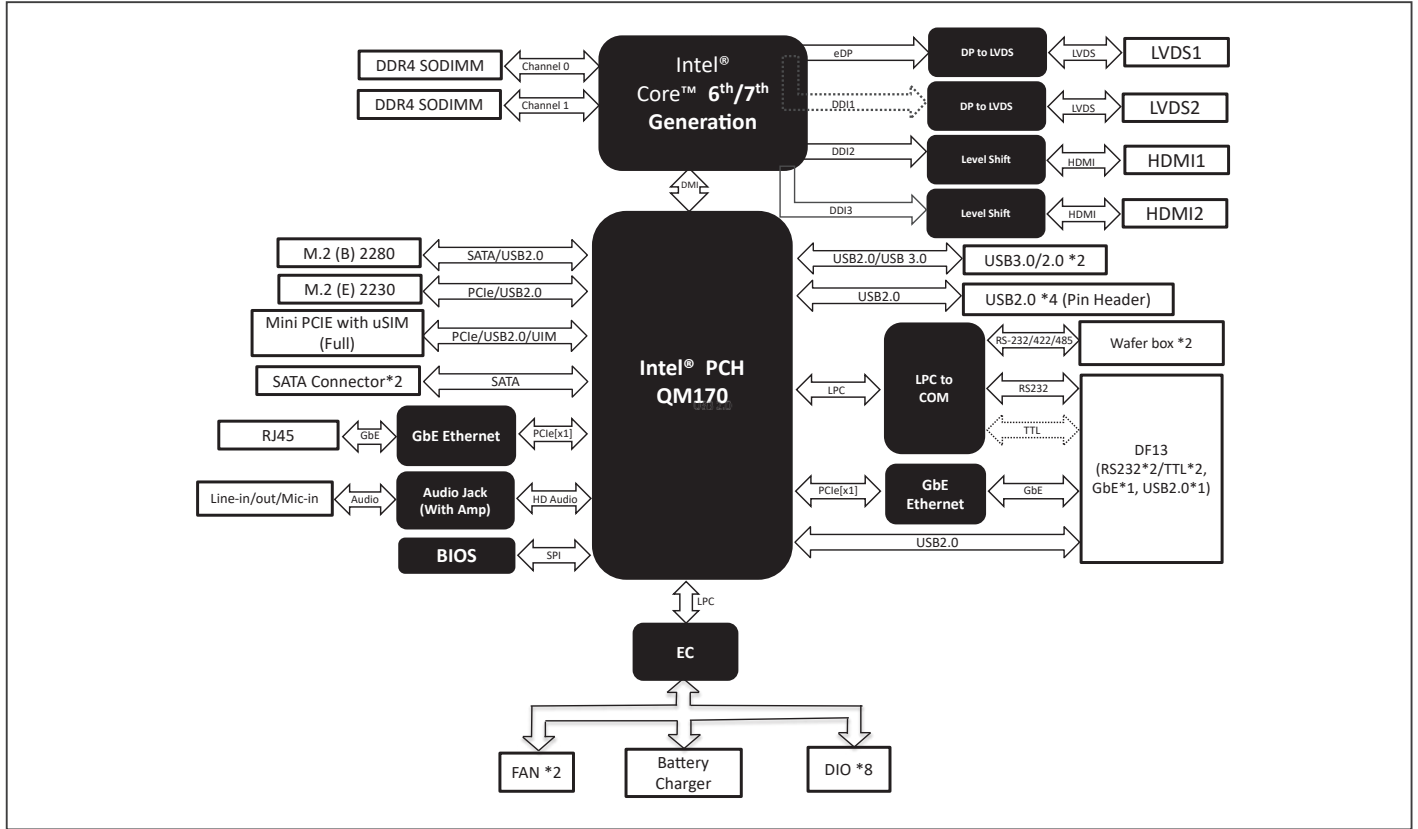 DDR4 SODIMM
Channel 0
DDR4 SODIMM
Channel 1
Intel®
Core™ 6th/7th
Generation
eDP
DP to LVDS
LVDS
LVDS1
DDI1
DP to LVDS
LVDS
LVDS2
DDI2
Level Shift
HDMI
HDMI1
DDI3
Level Shift
HDMI
HDMI2
DMI
M.2 (B) 2280
SATA/USB2.0
M.2 (E) 2230
PCIe/USB2.0
Mini PCIE with uSIM
(Full)
PCIe/USB2.0/UIM
SATA Connector*2
SATA
RJ45
GbE
GbE Ethernet
PCIe[x1]
Line-in/out/Mic-in
Audio
Audio Jack
(With Amp)
HD Audio
BIOS
SPI
Intel® PCH
QM170
USB2.0/USB 3.0
USB3.0/2.0 *2
USB2.0
USB2.0 *4 (Pin Header)
LPC
LPC to
COM
RS-232/422/485
Wafer box *2
RS232
TTL
DF13
(RS232*2/TTL*2,
GbE*1, USB2.0*1)
PCIe[x1]
GbE
Ethernet
GbE
USB2.0
LPC
EC
FAN *2
Battery
Charger
DIO *8